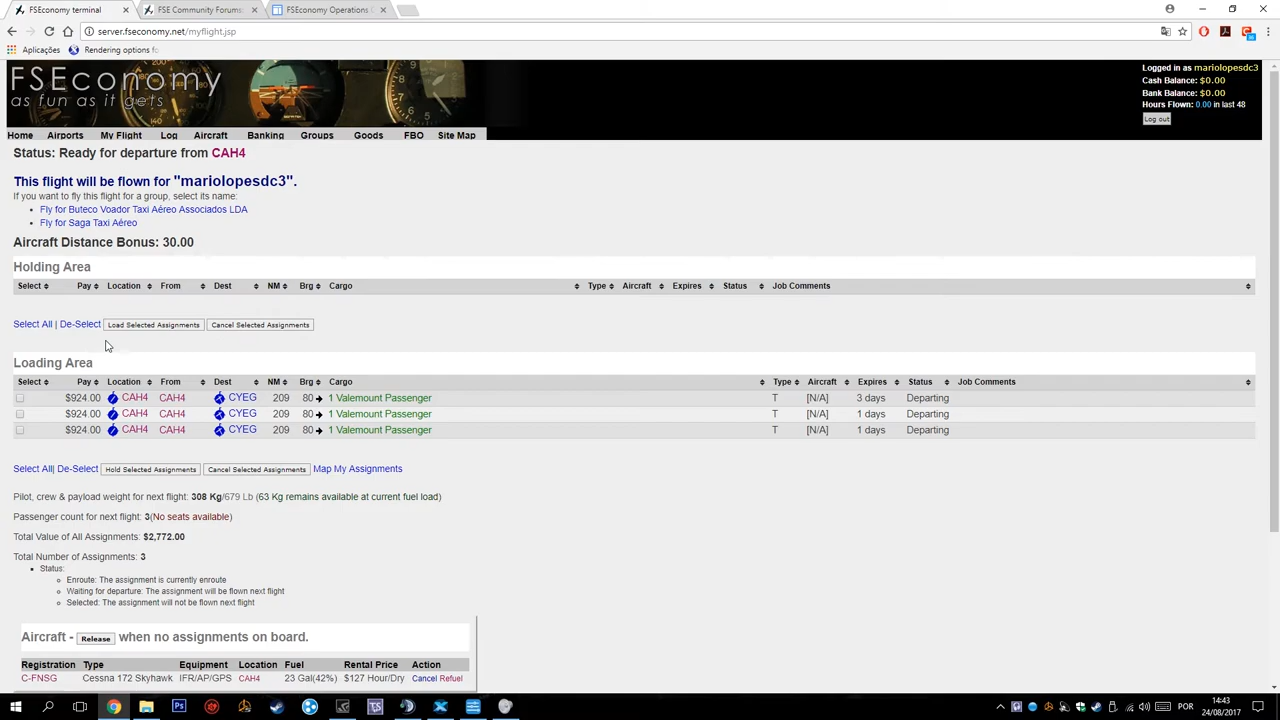 FSEconomy terminal
FSE Community Forums:
FSEconomy Operations
server.fseconomy.net/myflight.jsp
Aplicações
Rendering options fo
FSEconomy
as fun as it gets
Logged in as mariolopesdc3
Cash Balance: $0.00
Bank Balance: $0.00
Hours Flown: 0.00 in last 48
Log out
Home Airports My Flight Log Aircraft Banking Groups Goods FBO Site Map
Status: Ready for departure from CAH4
This flight will be flown for "mariolopesdc3".
If you want to fly this flight for a group, select its name:
Fly for Buteco Voador Taxi Aéreo Associados LDA
Fly for Saga Taxi Aéreo
Aircraft Distance Bonus: 30.00
Holding Area
Select Pay Location From Dest NM Brg Cargo Type Aircraft Expires Status Job Comments
Select All | De-Select Load Selected Assignments Cancel Selected Assignments
Loading Area
Select Pay Location From Dest NM Brg Cargo Type Aircraft Expires Status Job Comments
$924.00 CAH4 CAH4 CYEG 209 80 1 Valemount Passenger T [N/A] 3 days Departing
$924.00 CAH4 CAH4 CYEG 209 80 1 Valemount Passenger T [N/A] 1 days Departing
$924.00 CAH4 CAH4 CYEG 209 80 1 Valemount Passenger T [N/A] 1 days Departing
Select All| De-Select Hold Selected Assignments Cancel Selected Assignments Map My Assignments
Pilot, crew & payload weight for next flight: 308 Kg/679 Lb (63 Kg remains available at current fuel load)
Passenger count for next flight: 3(No seats available)
Total Value of All Assignments: $2,772.00
Total Number of Assignments: 3
Status:
Enroute: The assignment is currently enroute
Waiting for departure: The assignment will be flown next flight
Selected: The assignment will not be flown next flight
Aircraft - Release when no assignments on board.
Registration Type Equipment Location Fuel Rental Price Action
C-FNSG Cessna 172 Skyhawk IFR/AP/GPS CAH4 23 Gal(42%) $127 Hour/Dry Cancel Refuel
14:43
POR
24/08/2017